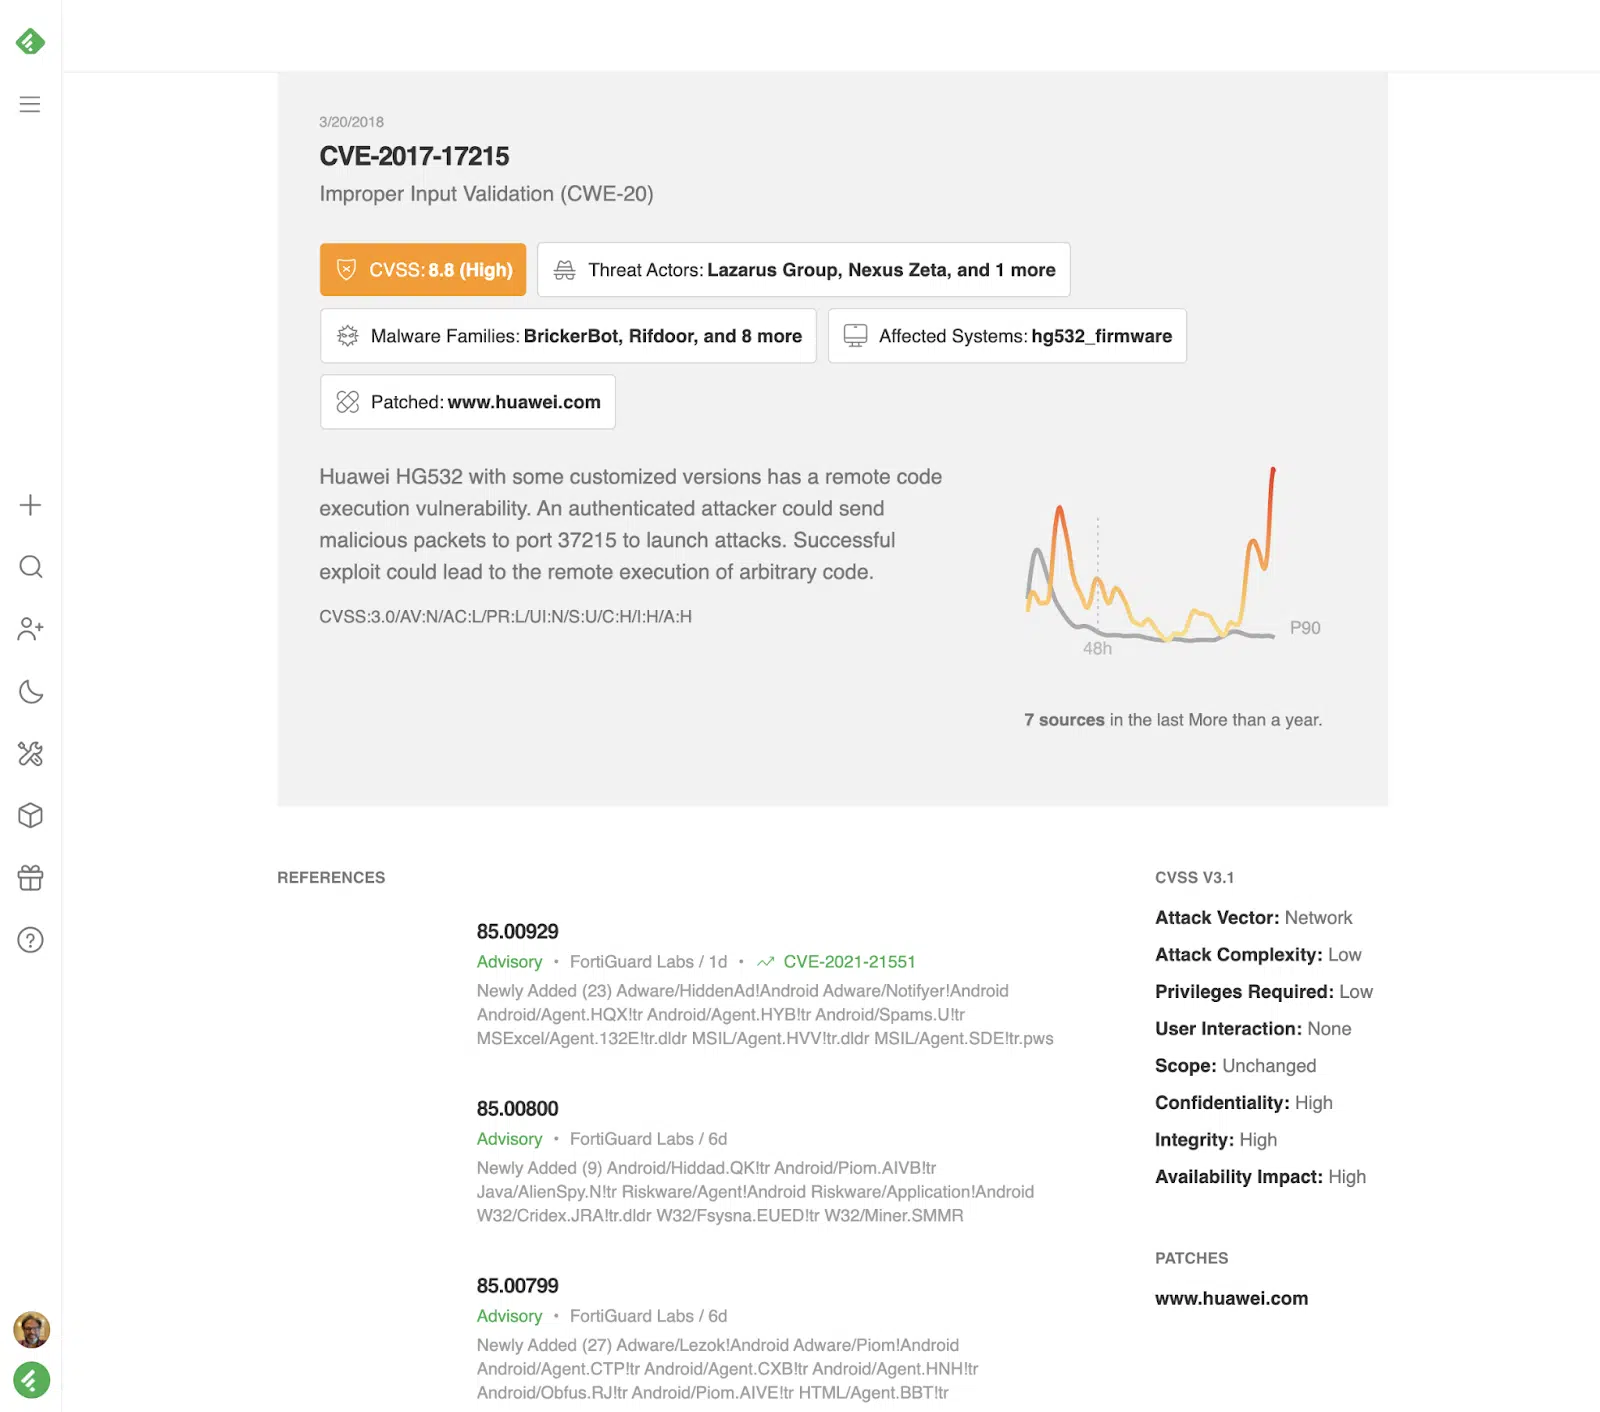 3/20/2018
CVE-2017-17215
Improper Input Validation (CWE-20)
CVSS: 8.8 (High)
Threat Actors: Lazarus Group, Nexus Zeta, and 1 more
Malware Families: BrickerBot, Rifdoor, and 8 more
Affected Systems: hg532_firmware
Patched: www.huawei.com
Huawei HG532 with some customized versions has a remote code
execution vulnerability. An authenticated attacker could send
malicious packets to port 37215 to launch attacks. Successful
exploit could lead to the remote execution of arbitrary code.
CVSS:3.0/AV:N/AC:L/PR:L/UI:N/S:U/C:H/I:H/A:H
P90
48h
7 sources in the last More than a year.
REFERENCES
85.00929
Advisory • FortiGuard Labs / 1d • CVE-2021-21551
Newly Added (23) Adware/HiddenAd!Android Adware/Notifyer!Android
Android/Agent.HQX!tr Android/Agent.HYB!tr Android/Spams.U!tr
MSExcel/Agent.132E!tr.dldr MSIL/Agent.HVV!tr.dldr MSIL/Agent.SDE!tr.pws
85.00800
Advisory • FortiGuard Labs / 6d
Newly Added (9) Android/Hiddad.QK!tr Android/Piom.AIVB!tr
Java/AlienSpy.N!tr Riskware/Agent!Android Riskware/Application!Android
W32/Cridex.JRA!tr.dldr W32/Fsysna.EUED!tr W32/Miner.SMMR
85.00799
Advisory • FortiGuard Labs / 6d
Newly Added (27) Adware/Lezok!Android Adware/Piom!Android
Android/Agent.CTP!tr Android/Agent.CXB!tr Android/Agent.HNH!tr
Android/Obfus.RJ!tr Android/Piom.AIVE!tr HTML/Agent.BBT!tr
CVSS V3.1
Attack Vector: Network
Attack Complexity: Low
Privileges Required: Low
User Interaction: None
Scope: Unchanged
Confidentiality: High
Integrity: High
Availability Impact: High
PATCHES
www.huawei.com